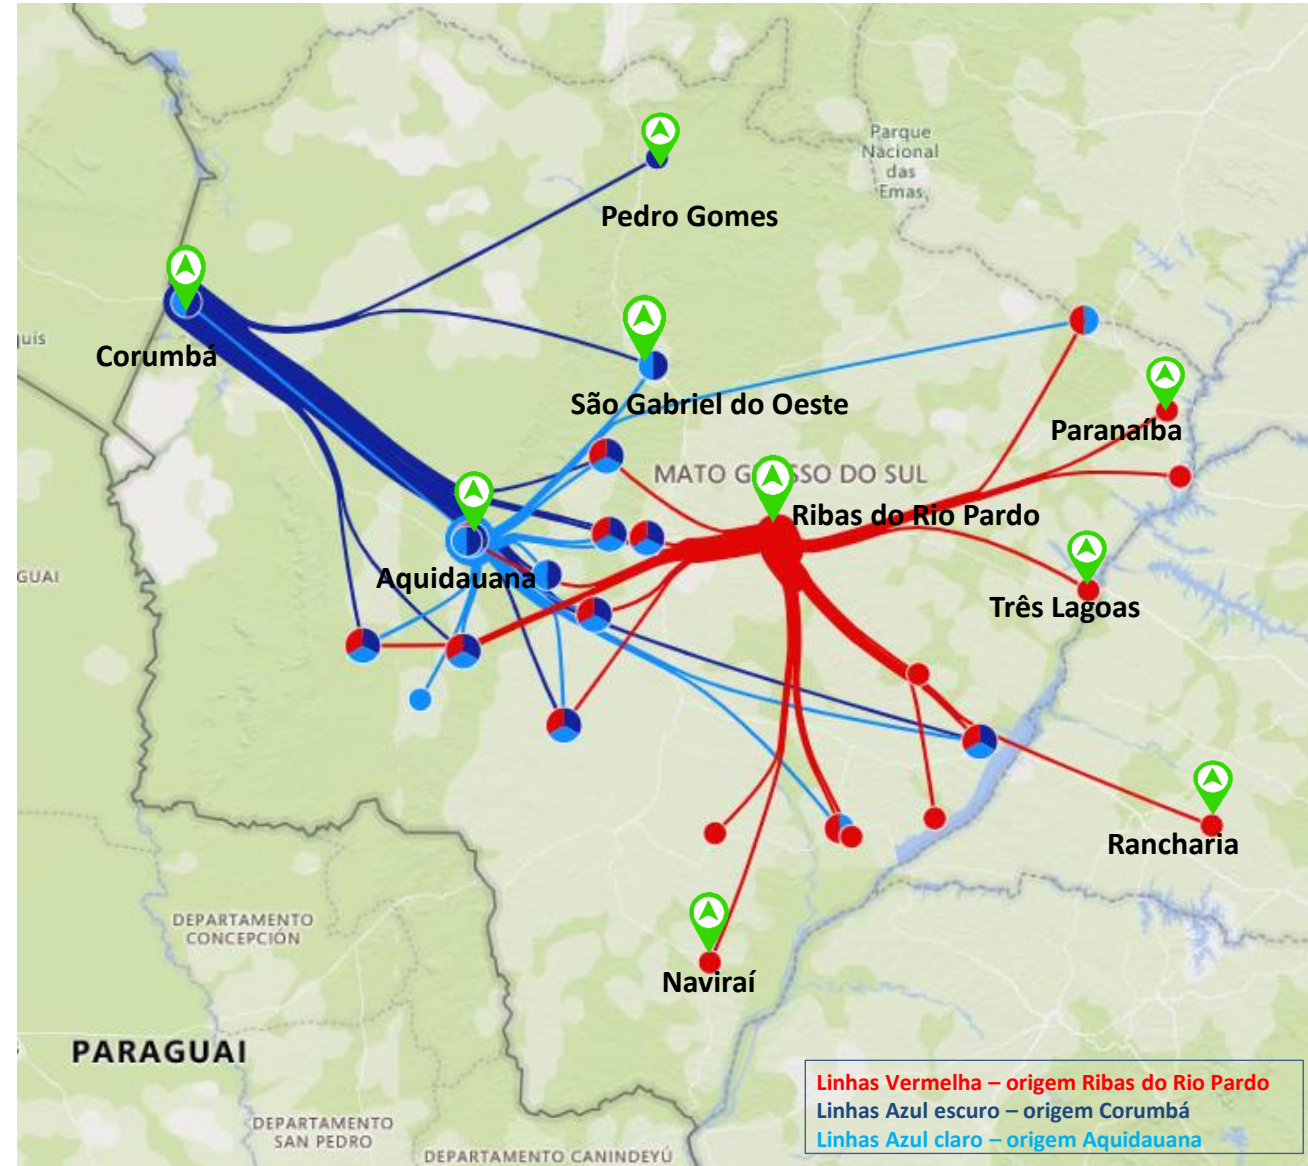 Parque
Nacional
das
Emas
Pedro Gomes
Corumbá
São Gabriel do Oeste
Paranaíba
MATO G SSO DO SUL
Ribas do Rio Pardo
Aquidauana
GUAI
Três Lagoas
Rancharia
DEPARTAMENTO
CONCEPCIÓN
Naviraí
PARAGUAI
Linhas Vermelha – origem Ribas do Rio Pardo
Linhas Azul escuro – origem Corumbá
Linhas Azul claro – origem Aquidauana
DEPARTAMENTO
SAN PEDRO
DEPARTAMENTO CANINDEYÚ